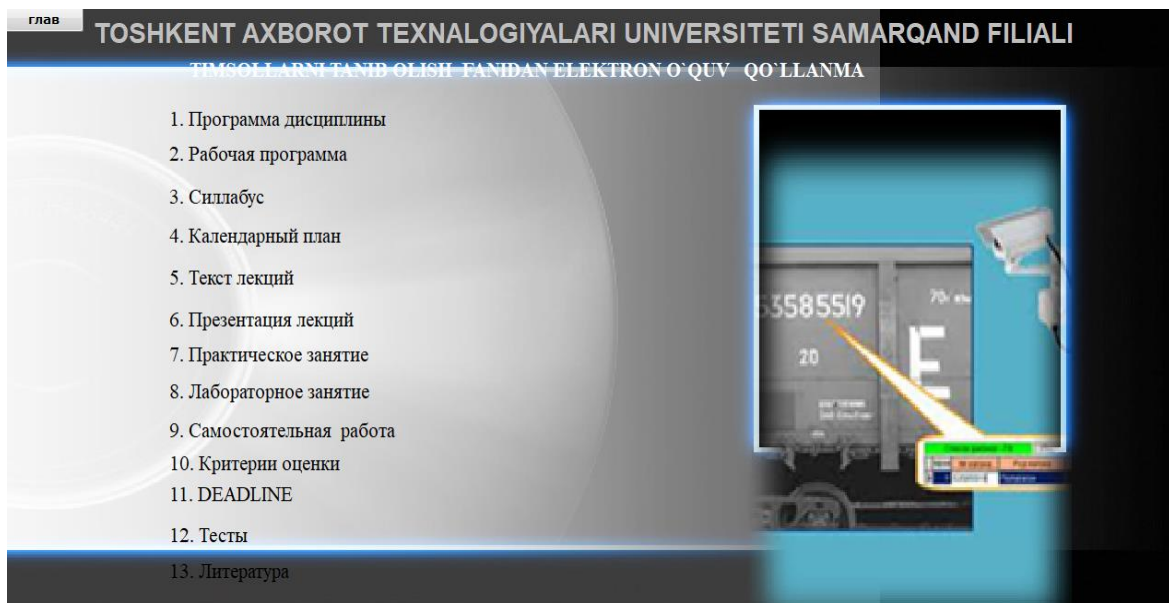 глав
TOSHKENT AXBOROT TEXNALOGIYALARI UNIVERSITETI SAMARQAND FILIALI
TIMSOLLARNI TANIB OLISH FANIDAN ELEKTRON O`QUV QO`LLANMA
1. Программа дисциплины
2. Рабочая программа
3. Силлабус
4. Календарный план
5. Текст лекций
6. Презентация лекций
7. Практическое занятие
8. Лабораторное занятие
9. Самостоятельная работа
10. Критерии оценки
11. DEADLINE
12. Тесты
13. Литература
53585519
20
E